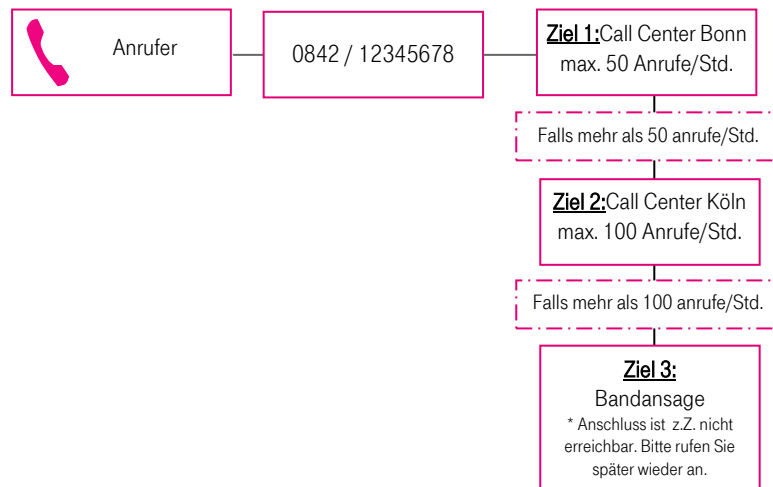 Anrufer
0842 / 12345678
Ziel 1:Call Center Bonn
max. 50 Anrufe/Std.
Falls mehr als 50 anrufe/Std.
Ziel 2:Call Center Köln
max. 100 Anrufe/Std.
Falls mehr als 100 anrufe/Std.
Ziel 3:
Bandansage
* Anschluss ist z.Z. nicht
erreichbar. Bitte rufen Sie
später wieder an.